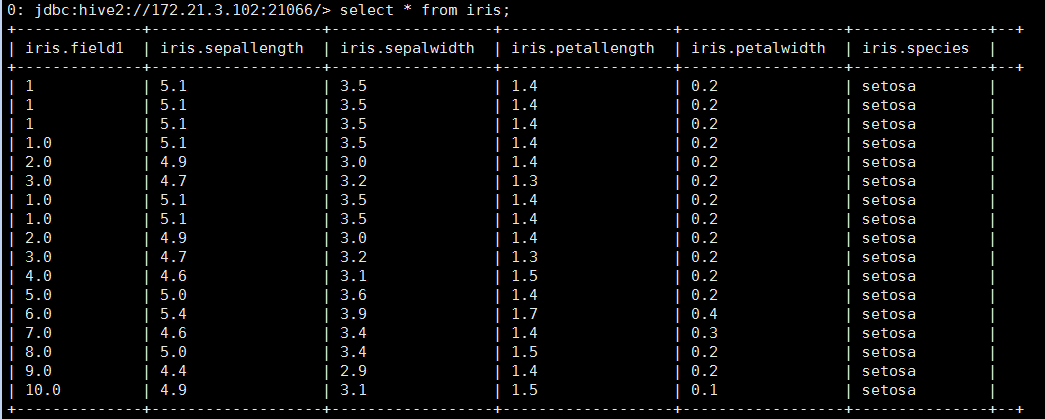 0: jdbc:hive2://172.21.3.102:21066/> select * from iris;
+--------------+-------------------+------------------+-------------------+------------------+---------------+--+
| iris.field1 | iris.sepallength | iris.sepalwidth | iris.petallength | iris.petalwidth | iris.species |
+--------------+-------------------+------------------+-------------------+------------------+---------------+--+
| 1 | 5.1 | 3.5 | 1.4 | 0.2 | setosa |
| 1 | 5.1 | 3.5 | 1.4 | 0.2 | setosa |
| 1 | 5.1 | 3.5 | 1.4 | 0.2 | setosa |
| 1.0 | 5.1 | 3.5 | 1.4 | 0.2 | setosa |
| 2.0 | 4.9 | 3.0 | 1.4 | 0.2 | setosa |
| 3.0 | 4.7 | 3.2 | 1.3 | 0.2 | setosa |
| 1.0 | 5.1 | 3.5 | 1.4 | 0.2 | setosa |
| 1.0 | 5.1 | 3.5 | 1.4 | 0.2 | setosa |
| 2.0 | 4.9 | 3.0 | 1.4 | 0.2 | setosa |
| 3.0 | 4.7 | 3.2 | 1.3 | 0.2 | setosa |
| 4.0 | 4.6 | 3.1 | 1.5 | 0.2 | setosa |
| 5.0 | 5.0 | 3.6 | 1.4 | 0.2 | setosa |
| 6.0 | 5.4 | 3.9 | 1.7 | 0.4 | setosa |
| 7.0 | 4.6 | 3.4 | 1.4 | 0.3 | setosa |
| 8.0 | 5.0 | 3.4 | 1.5 | 0.2 | setosa |
| 9.0 | 4.4 | 2.9 | 1.4 | 0.2 | setosa |
| 10.0 | 4.9 | 3.1 | 1.5 | 0.1 | setosa |
+--------------+-------------------+------------------+-------------------+------------------+---------------+--+